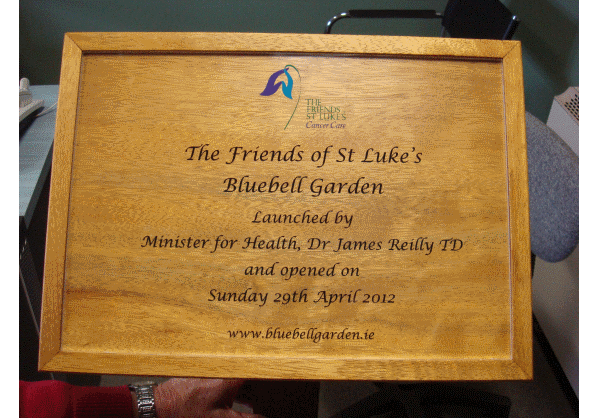 THE
FRIENDS
ST LUKE'S
Cancer Care
The Friends of St Luke's
Bluebell Garden
Launched by
Minister for Health, Dr James Reilly TD
and opened on
Sunday 29th April 2012
www.bluebellgarden.ie